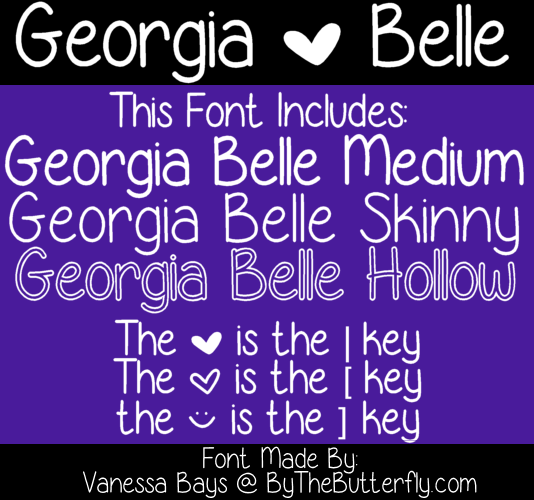 Georgia ♥ Belle
This Font Includes:
Georgia Belle Medium
Georgia Belle Skinny
Georgia Belle Hollow
The ♥ is the | key
The ♡ is the [ key
the ツ is the ] key
Font Made By:
Vanessa Bays @ ByTheButterfly.com